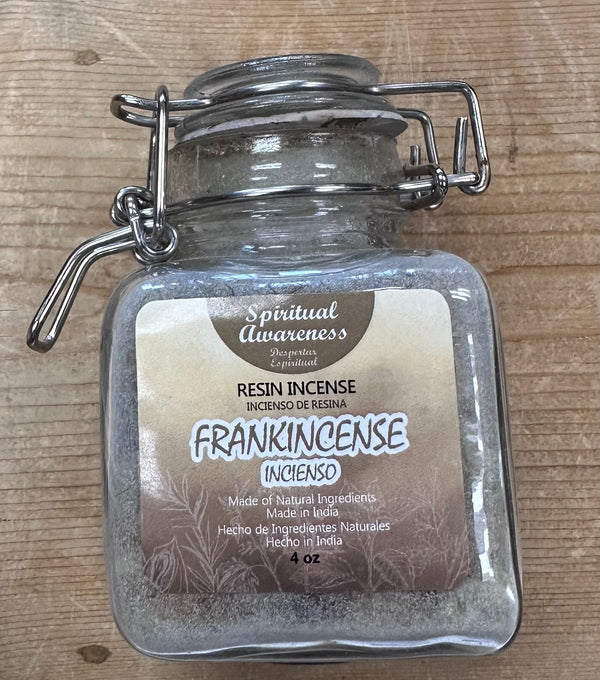 Spiritual
Awareness
Despertar
Espiritual
RESIN INCENSE
INCIENSO DE RESINA
FRANKINCENSE
INCIENSO
Made of Natural Ingredients
Made in India
Hecho de Ingredientes Naturales
Hecho in India
4 oz